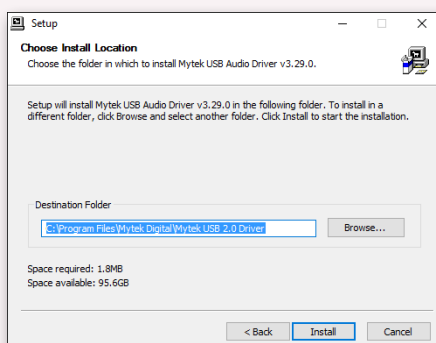 Setup
Choose Install Location
Choose the folder in which to install Mytek USB Audio Driver v3.29.0.
Setup will install Mytek USB Audio Driver v3.29.0 in the following folder. To install in a
different folder, click Browse and select another folder. Click Install to start the installation.
Destination Folder
C:\Program Files\Mytek Digital\Mytek USB 2.0 Driver
Browse...
Space required: 1.8MB
Space available: 95.6GB
< Back
Install
Cancel